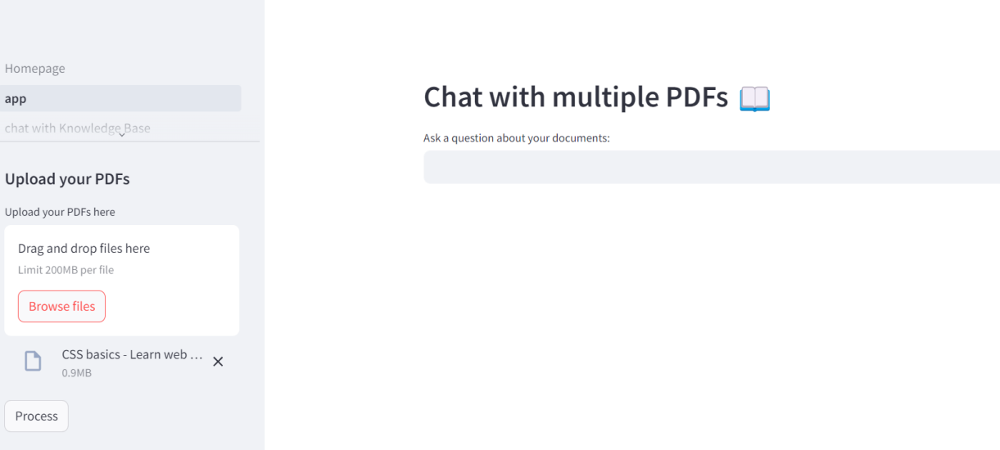 Homepage
app
chat with Knowledge Base
Upload your PDFs
Upload your PDFs here
Drag and drop files here
Limit 200MB per file
Browse files
CSS basics - Learn web …
0.9MB
Process
Chat with multiple PDFs 📖
Ask a question about your documents: